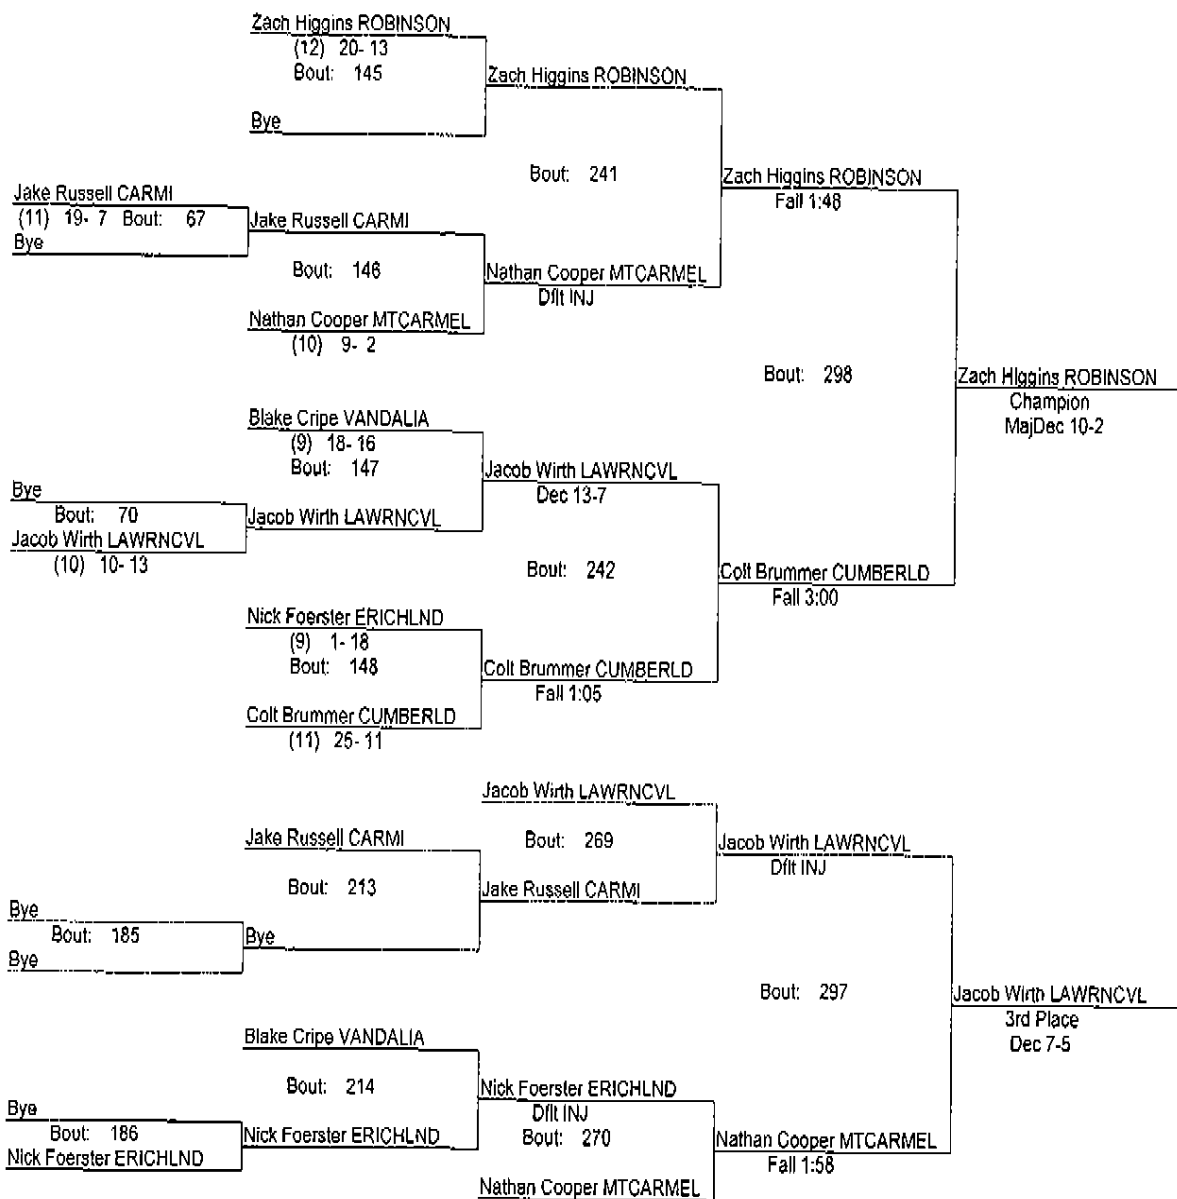 Zach Higgins ROBINSON
(12) 20- 13
Bout: 145
Zach Higgins ROBINSON
Bye
Bout: 241
Zach Higgins ROBINSON
Fall 1:48
Jake Russell CARMI
(11) 19- 7 Bout: 67
Bye
Jake Russell CARMI
Bout: 146
Nathan Cooper MTCARMEL
Dflt INJ
Nathan Cooper MTCARMEL
(10) 9- 2
Bout: 298
Zach Higgins ROBINSON
Champion
MajDec 10-2
Blake Cripe VANDALIA
(9) 18- 16
Bout: 147
Jacob Wirth LAWRNCVL
Dec 13-7
Bye
Bout: 70
Jacob Wirth LAWRNCVL
Jacob Wirth LAWRNCVL
(10) 10- 13
Bout: 242
Colt Brummer CUMBERLD
Fall 3:00
Nick Foerster ERICHLND
(9) 1- 18
Bout: 148
Colt Brummer CUMBERLD
Fall 1:05
Colt Brummer CUMBERLD
(11) 25- 11
Jacob Wirth LAWRNCVL
Bout: 269
Jacob Wirth LAWRNCVL
Dflt INJ
Jake Russell CARMI
Bout: 213
Jake Russell CARMI
Bye
Bout: 185
Bye
Bye
Bout: 297
Jacob Wirth LAWRNCVL
3rd Place
Dec 7-5
Blake Cripe VANDALIA
Bout: 214
Nick Foerster ERICHLND
Dflt INJ
Bout: 270
Bye
Bout: 186
Nick Foerster ERICHLND
Nick Foerster ERICHLND
Nathan Cooper MTCARMEL
Fall 1:58
Nathan Cooper MTCARMEL